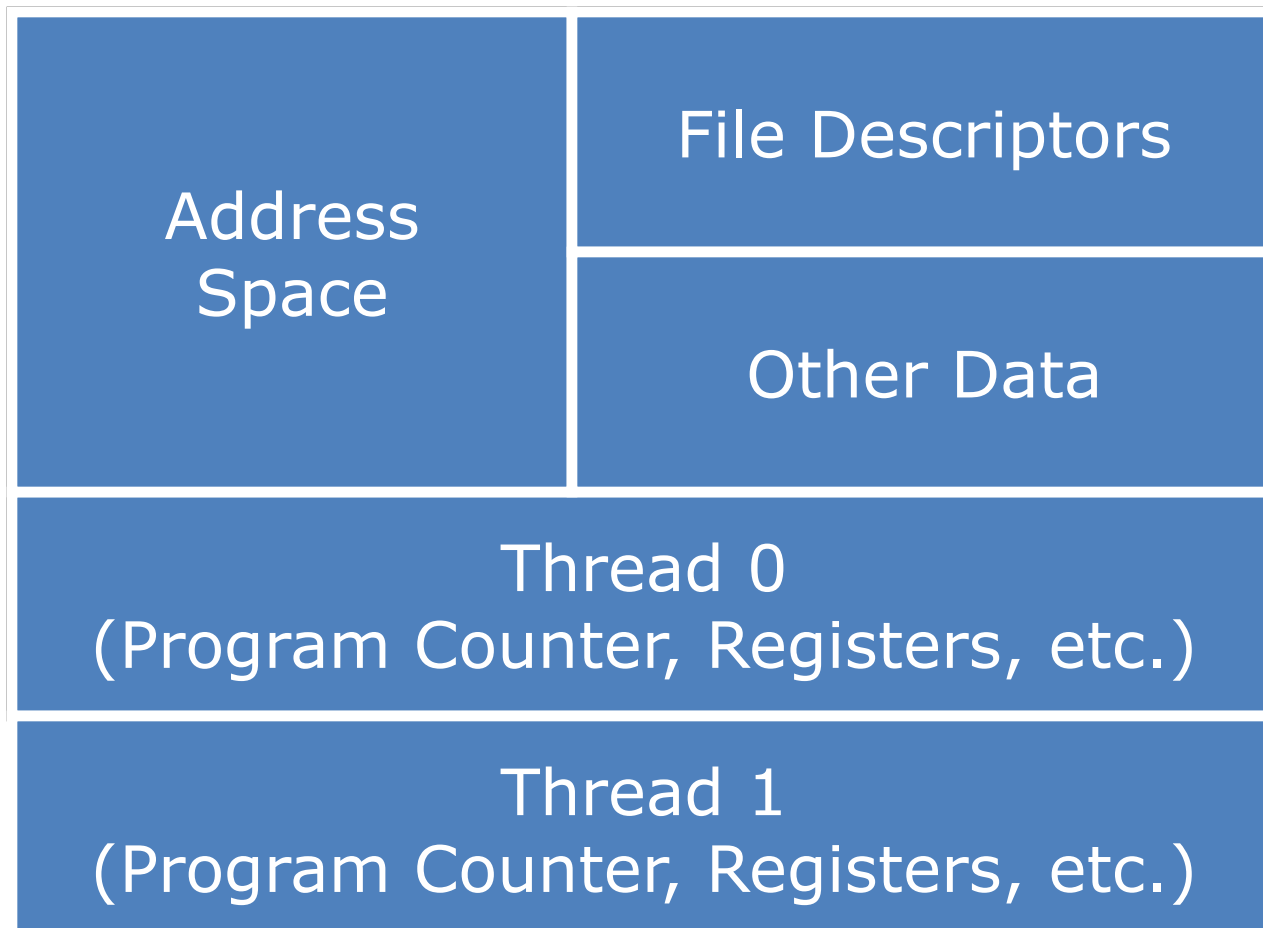 Address
Space
File Descriptors
Other Data
Thread 0
(Program Counter, Registers, etc.)
Thread 1
(Program Counter, Registers, etc.)